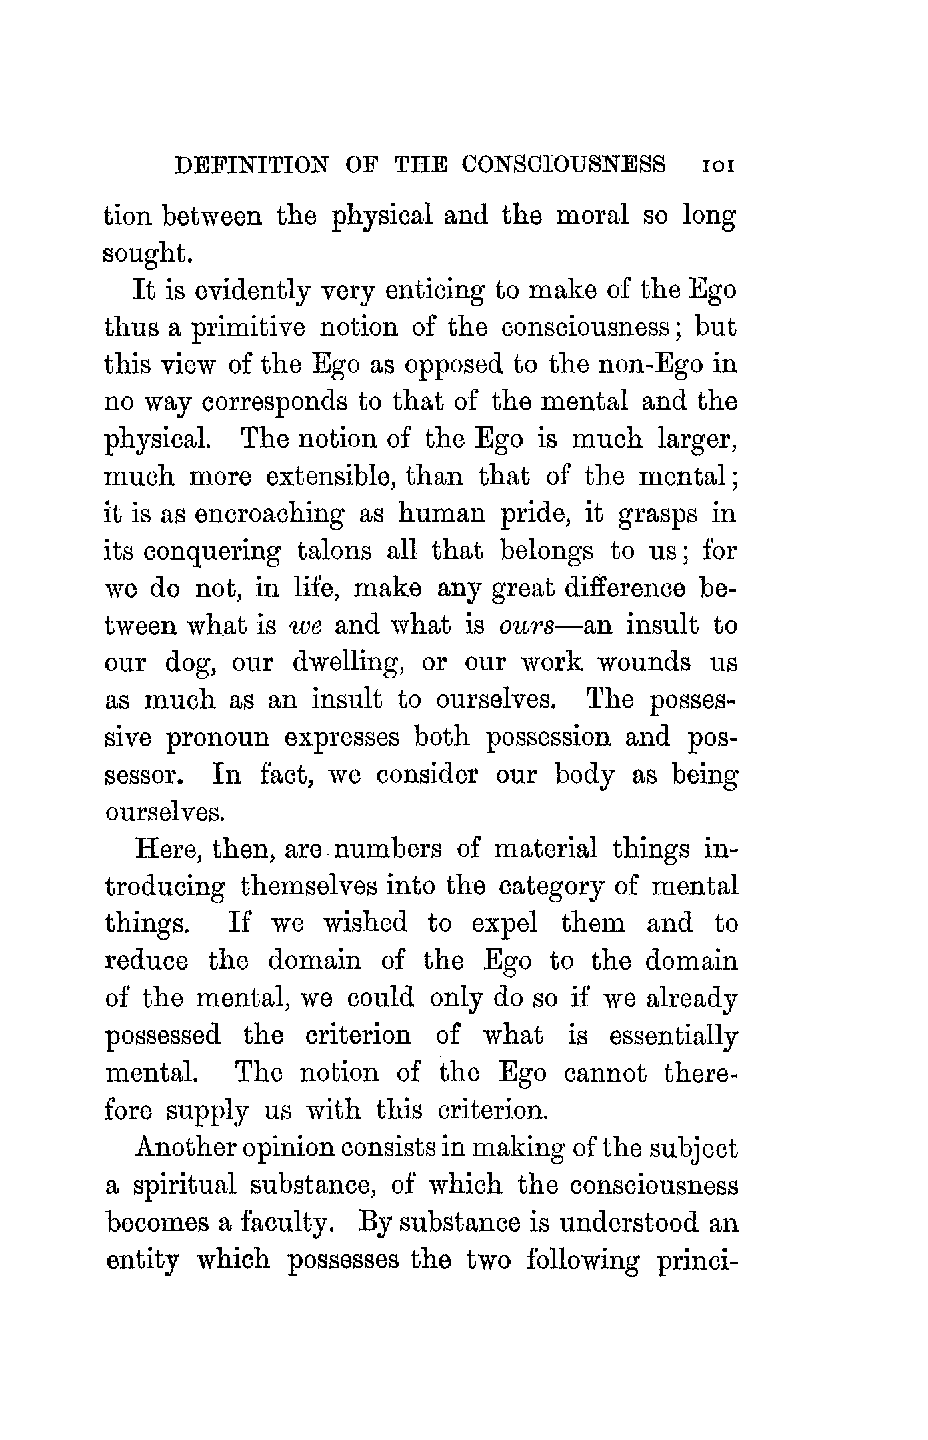 DEFINITION OF THE CONSCIOUSNESS 101
tion between the physical and the moral so long
sought.
It is evidently very enticing to make of the Ego
thus a primitive notion of the consciousness; but
this view of the Ego as opposed to the non-Ego in
no way corresponds to that of the mental and the
physical. The notion of the Ego is much larger,
much more extensible, than that of the mental;
it is as encroaching as human pride, it grasps in
its conquering talons all that belongs to us; for
we do not, in life, make any great difference be-
tween what is we and what is ours—an insult to
our dog, our dwelling, or our work wounds us
as much as an insult to ourselves. The posses-
sive pronoun expresses both possession and pos-
sessor. In fact, we consider our body as being
ourselves.
Here, then, are numbers of material things in-
troducing themselves into the category of mental
things. If we wished to expel them and to
reduce the domain of the Ego to the domain
of the mental, we could only do so if we already
possessed the criterion of what is essentially
mental. The notion of the Ego cannot there-
fore supply us with this criterion.
Another opinion consists in making of the subject
a spiritual substance, of which the consciousness
becomes a faculty. By substance is understood an
entity which possesses the two following princi-